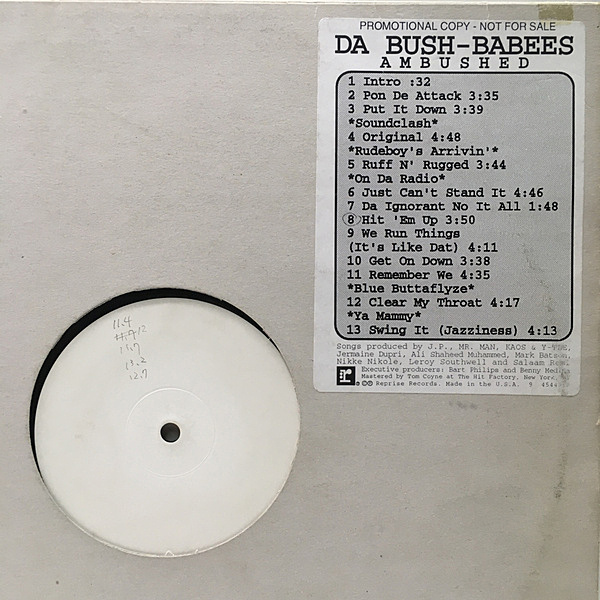 PROMOTIONAL COPY - NOT FOR SALE
DA BUSH-BABEES
AMBUSHED
1 Intro :32
2 Pon De Attack 3:35
3 Put It Down 3:39
*Soundclash*
4 Original 4:48
*Rudeboy's Arrivin'*
5 Ruff N' Rugged 3:44
*On Da Radio*
6 Just Can't Stand It 4:46
7 Da Ignorant No It All 1:48
8 Hit 'Em Up 3:50
9 We Run Things
(It's Like Dat) 4:11
10 Get On Down 3:38
11 Remember We 4:35
*Blue Buttaflyze*
12 Clear My Throat 4:17
*Ya Mammy*
13 Swing It (Jazziness) 4:13
Songs produced by J.P., MR. MAN, KAOS & Y-TEE,
Jermaine Dupri, Ali Shaheed Muhammed, Mark Batson,
Nikke Nikole, Leroy Southwell and Salaam Remi.
Executive producers: Bart Philips and Benny Medina
Mastered by Tom Coyne at The Hit Factory, New York.
r ℗© Reprise Records. Made in the U.S.A. 9
11.4
13.2
12.7